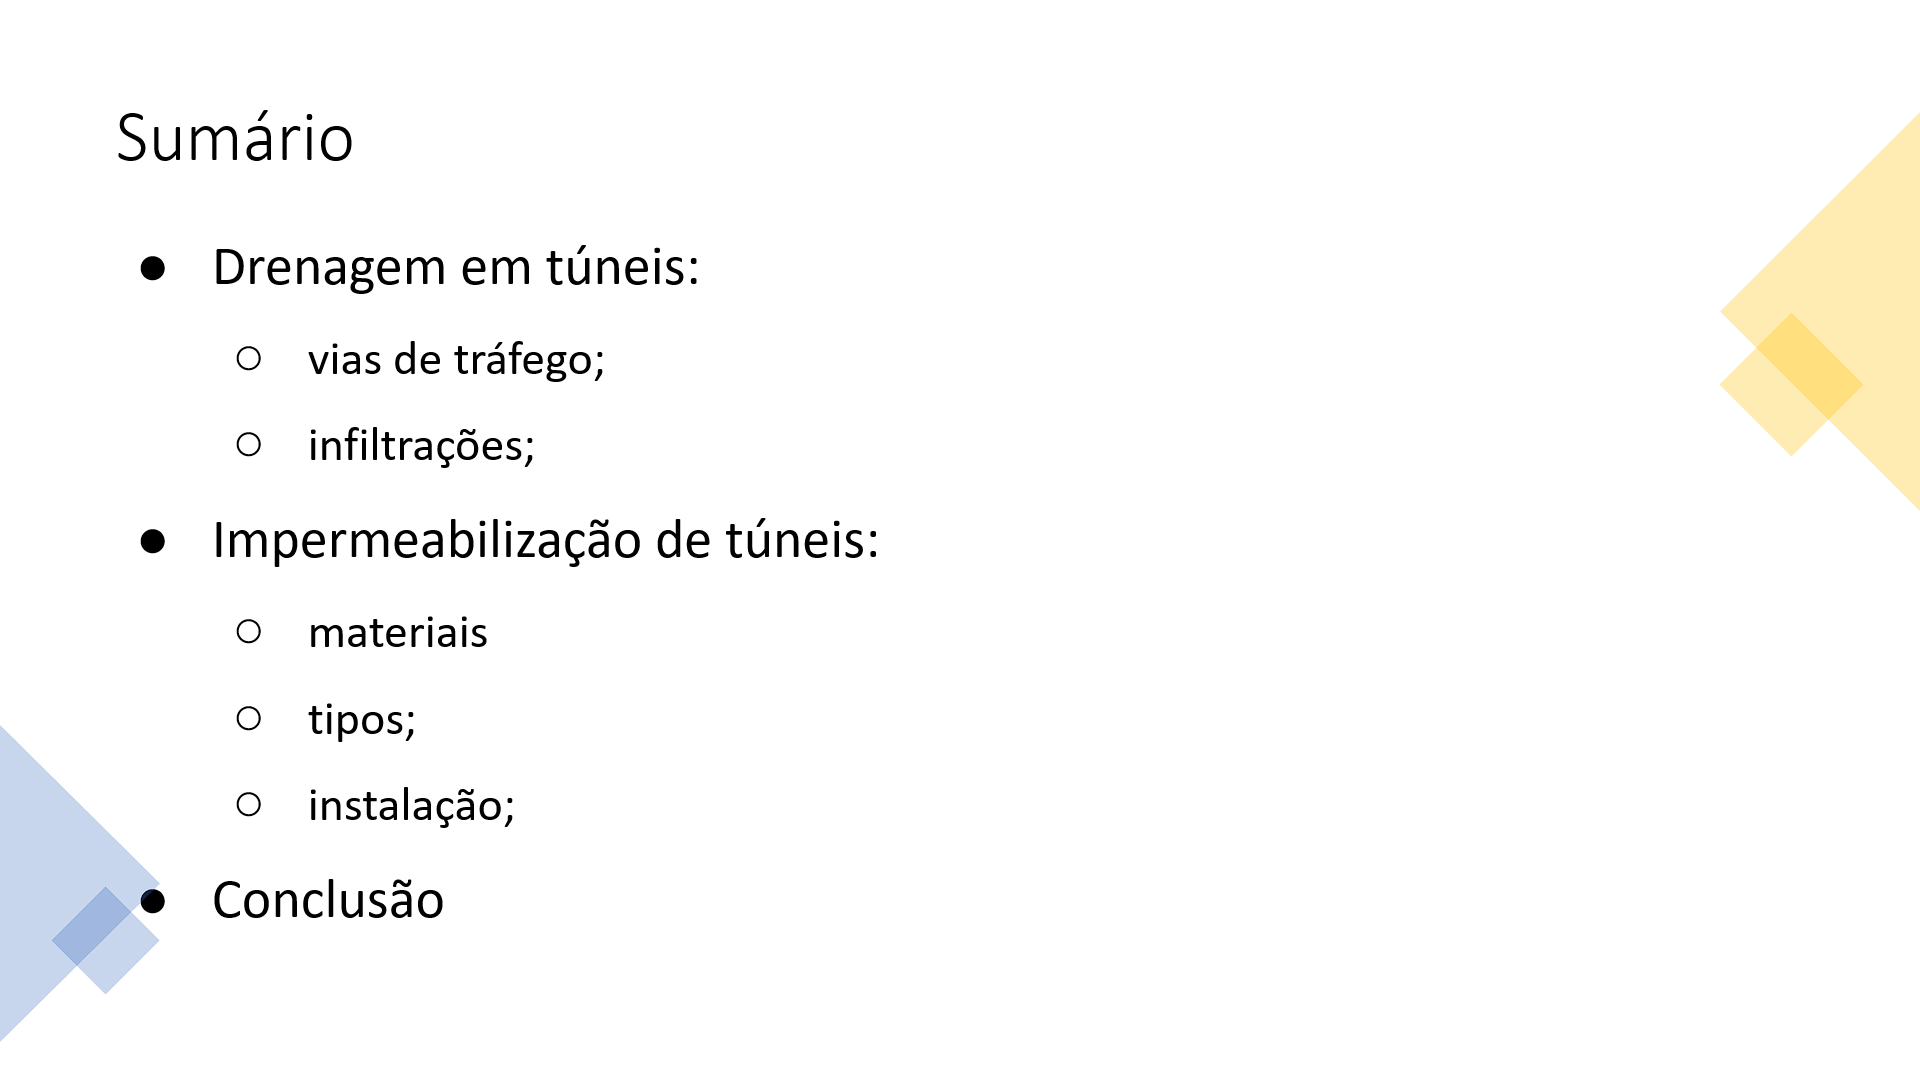 Sumário
● Drenagem em túneis:
○ vias de tráfego;
○ infiltrações;
● Impermeabilização de túneis:
○ materiais
○ tipos;
○ instalação;
● Conclusão